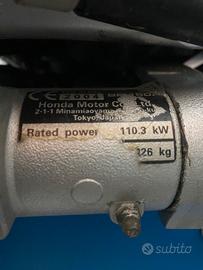 CE 2004
Honda Motor Co., Ltd.
2-1-1 Minamiaoyama
Tokyo, Japan
Rated power 110.3 kW
226 kg
subito